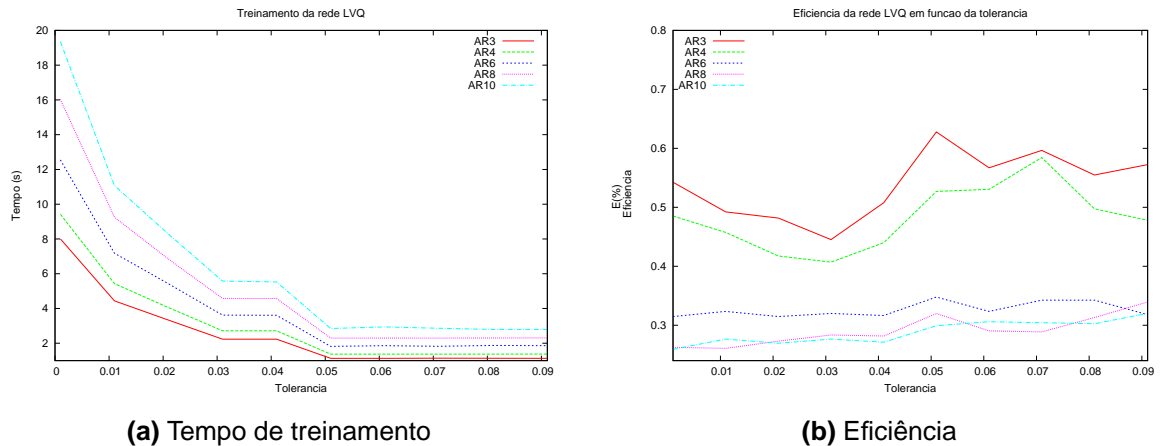 Treinamento da rede LVQ
20
18
16
14
12
10
8
6
4
2
Tempo (s)
AR3
AR4
AR6
AR8
AR10
0 0.01 0.02 0.03 0.04 0.05 0.06 0.07 0.08 0.09
Tolerancia
(a) Tempo de treinamento
Eficiencia da rede LVQ em funcao da tolerancia
0.8
0.7
0.6
0.5
0.4
0.3
E(%)
Eficiencia
AR3
AR4
AR6
AR8
AR10
0.01 0.02 0.03 0.04 0.05 0.06 0.07 0.08 0.09
Tolerancia
(b) Eficiência